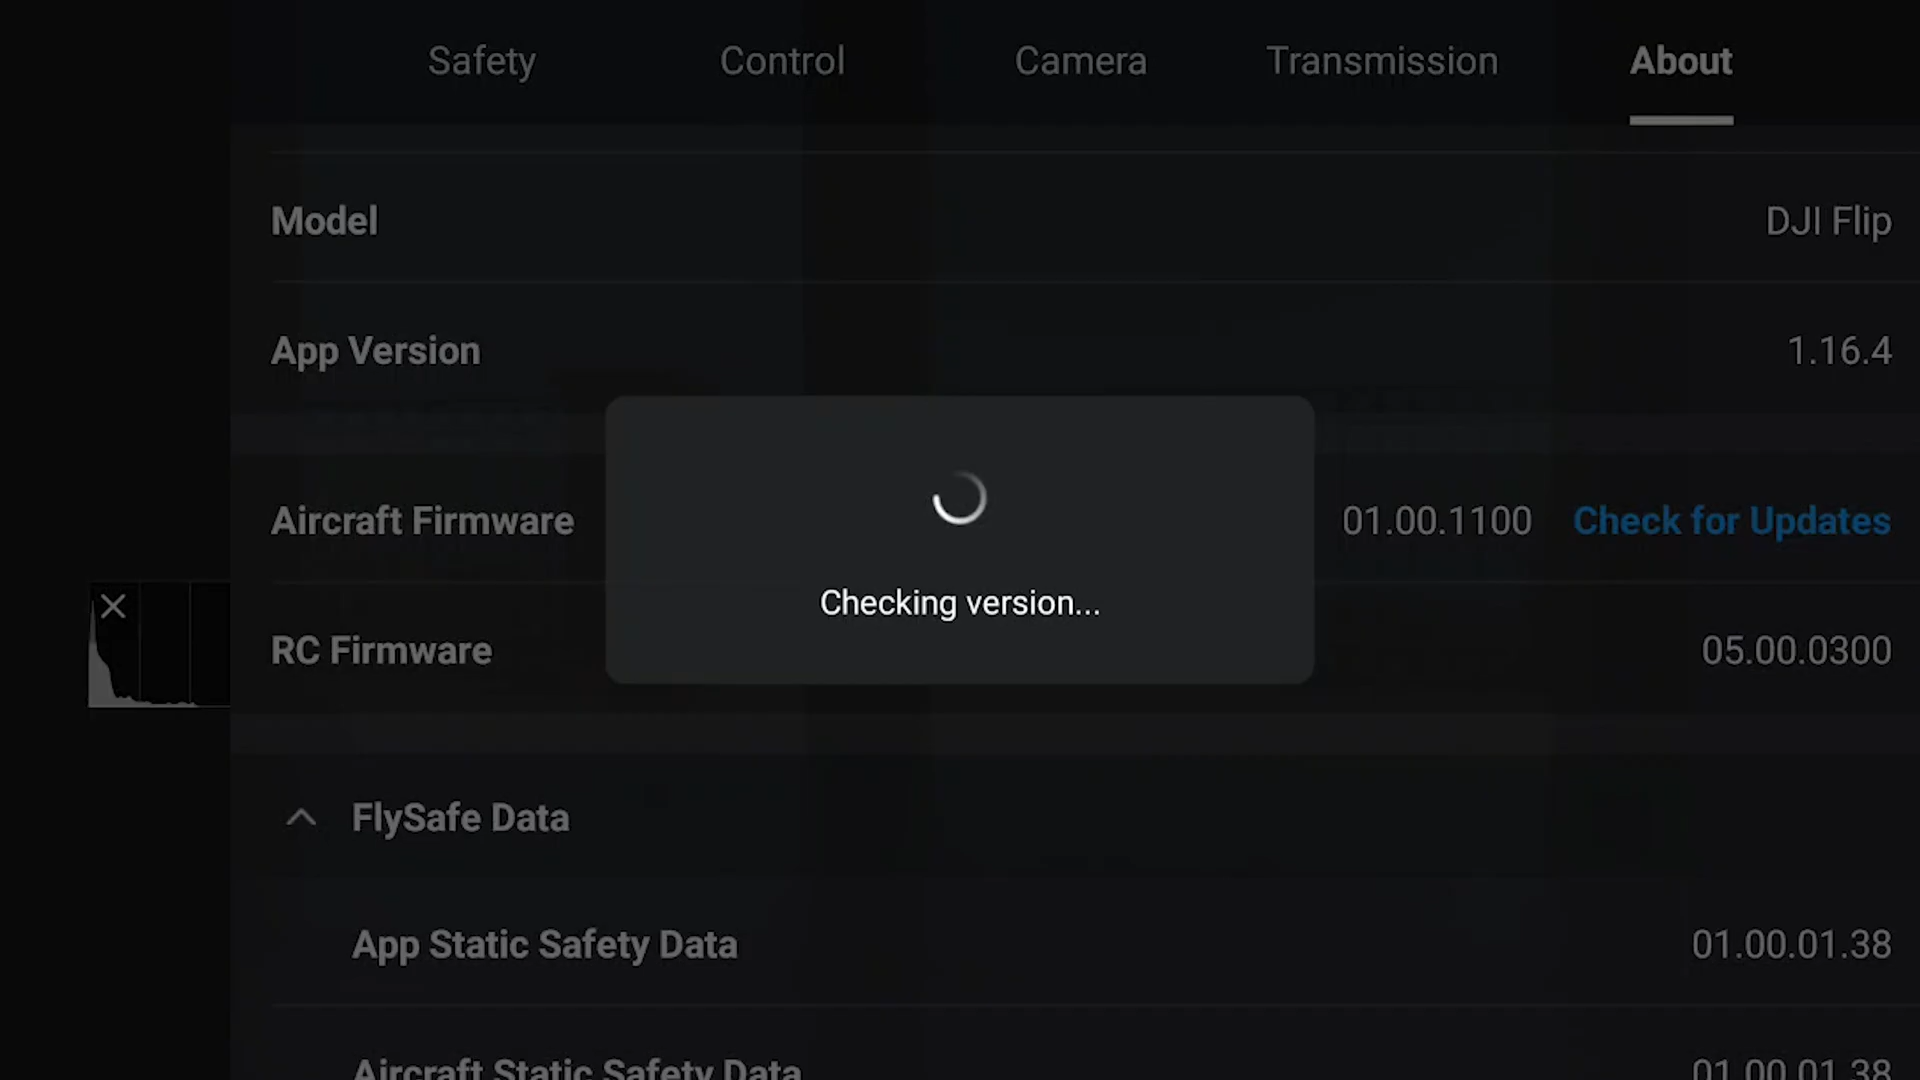 Safety Control Camera Transmission About
Model DJI Flip
App Version 1.16.4
Aircraft Firmware 01.00.1100 Check for Updates
Checking version...
RC Firmware 05.00.0300
FlySafe Data
App Static Safety Data 01.00.01.38
Aircraft Static Safety Data 01.00.01.38